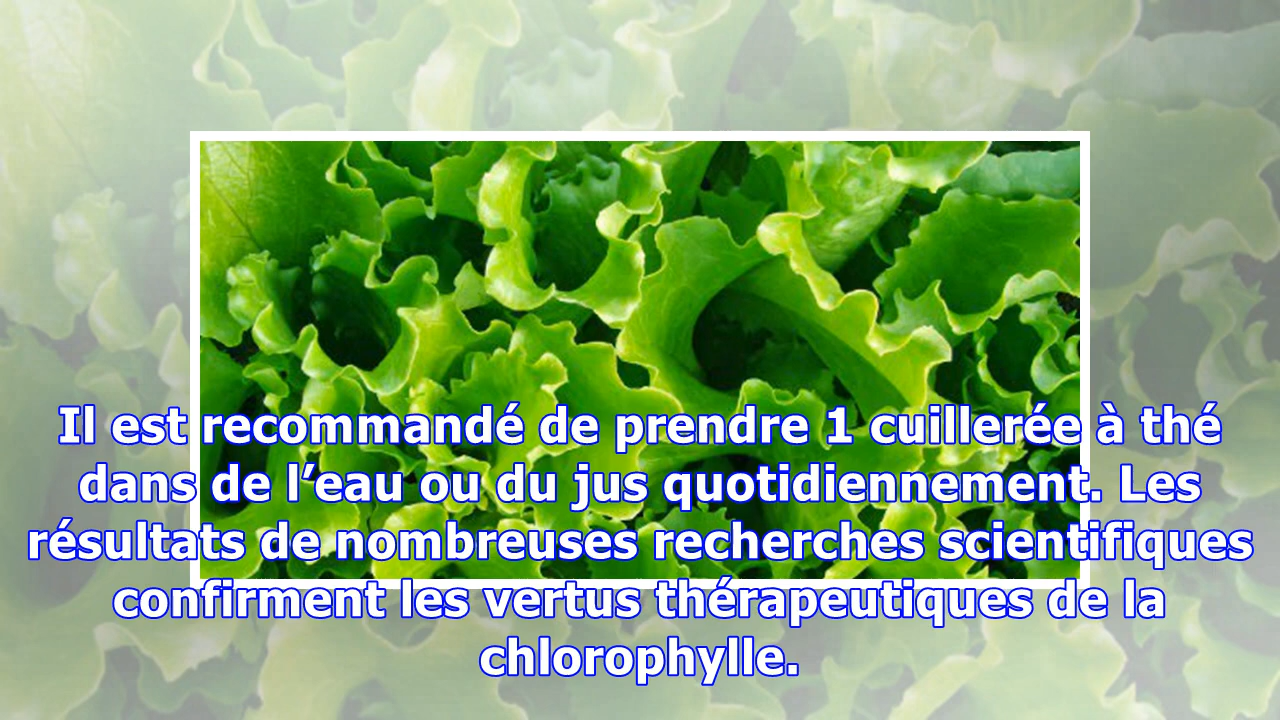 Il est recommandé de prendre 1 cuillerée à thé
dans de l’eau ou du jus quotidiennement. Les
résultats de nombreuses recherches scientifiques
confirment les vertus thérapeutiques de la
chlorophylle.